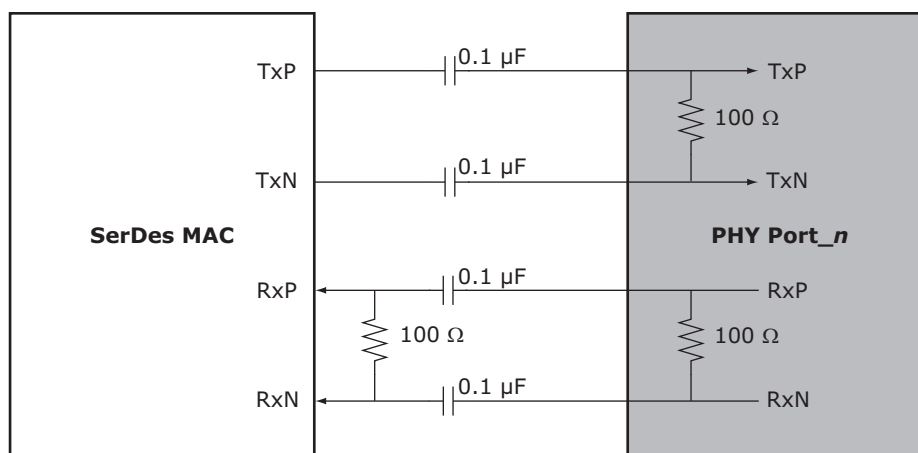 0.1 µF
TxP
TxP
100 Ω
0.1 µF
TxN
TxN
SerDes MAC
PHY Port_n
0.1 µF
RxP
RxP
100 Ω
100 Ω
0.1 µF
RxN
RxN